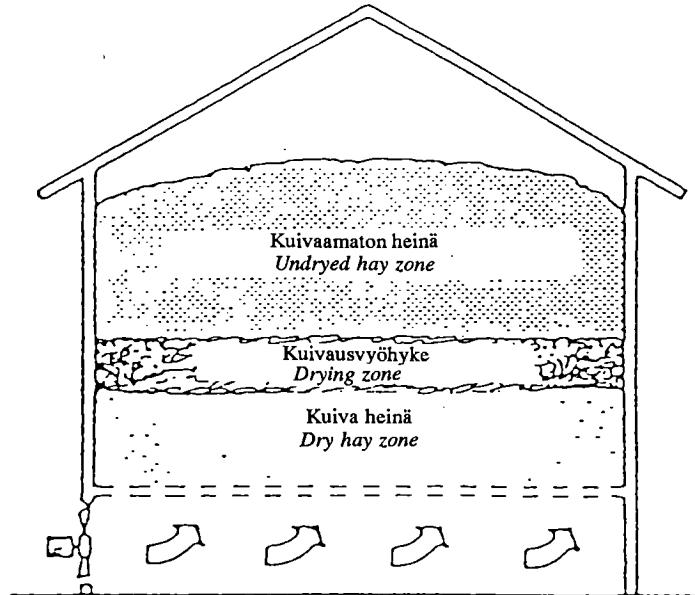 Kuivaamaton heinä
Undryed hay zone
Kuivausvyöhyke
Drying zone
Kuiva heinä
Dry hay zone